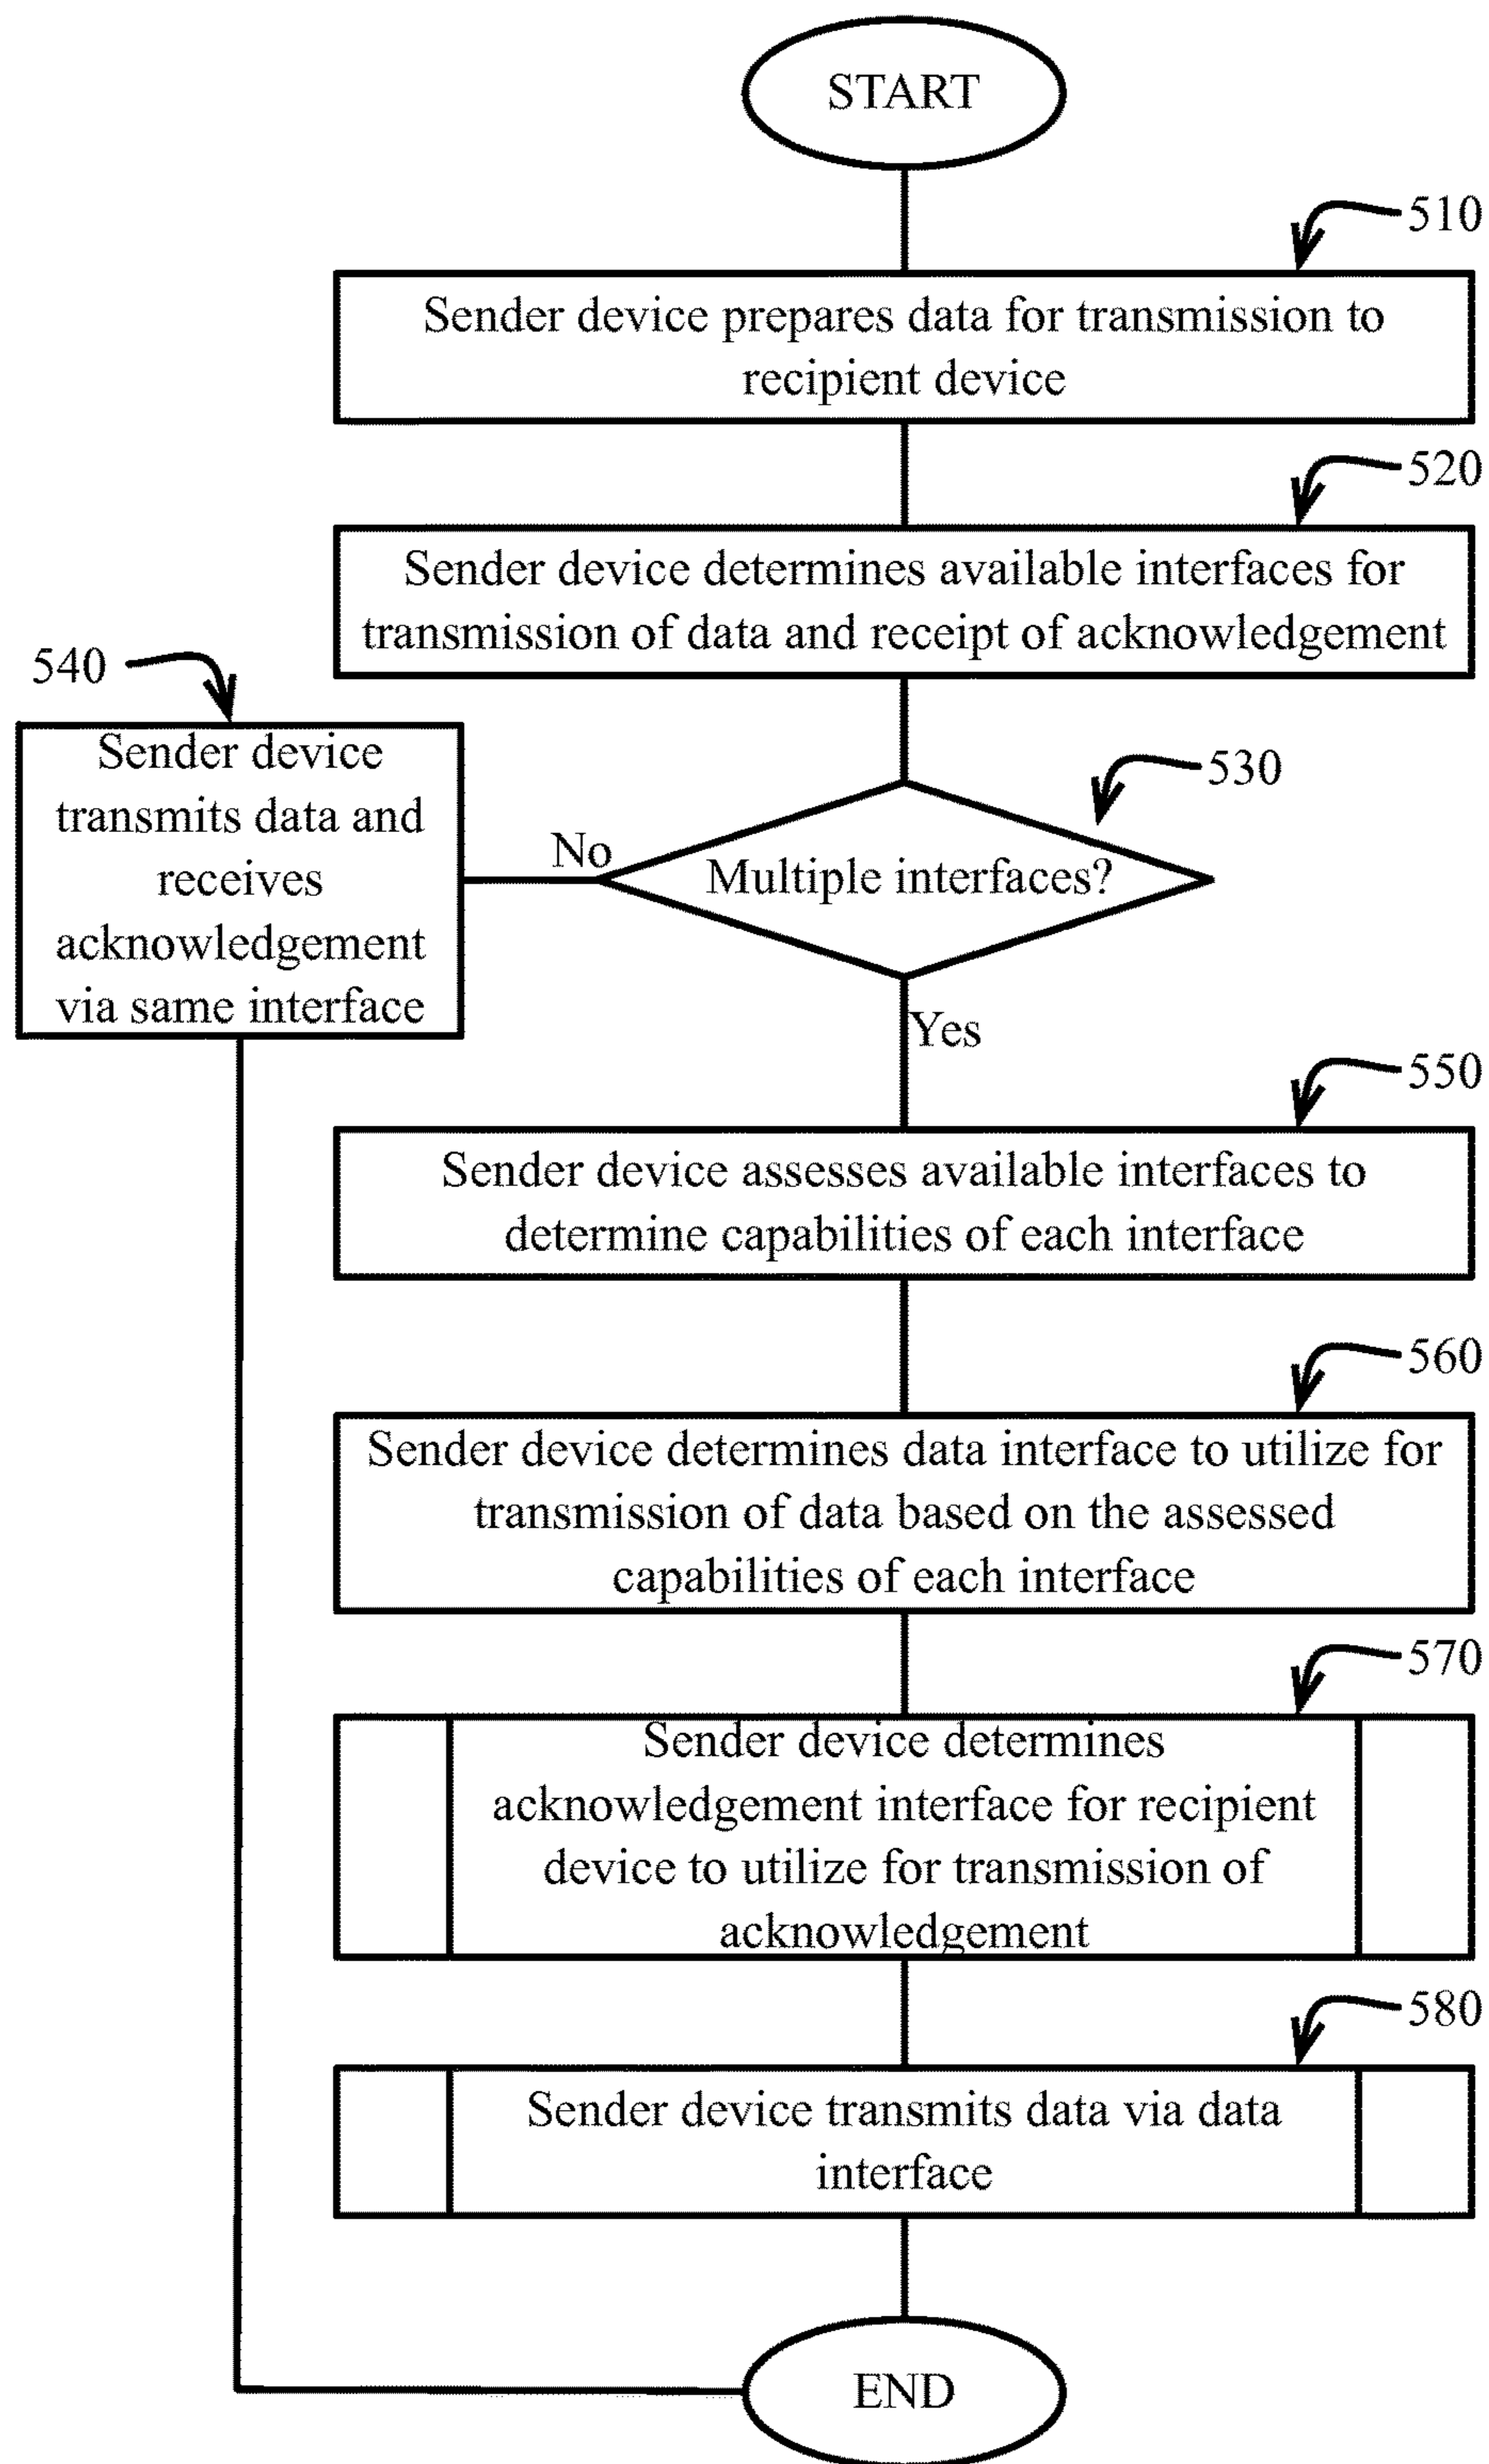 START
510
Sender device prepares data for transmission to
recipient device
520
Sender device determines available interfaces for
transmission of data and receipt of acknowledgement
540
Sender device
transmits data and
receives
acknowledgement
via same interface
530
No
Multiple interfaces?
Yes
550
Sender device assesses available interfaces to
determine capabilities of each interface
560
Sender device determines data interface to utilize for
transmission of data based on the assessed
capabilities of each interface
570
Sender device determines
acknowledgement interface for recipient
device to utilize for transmission of
acknowledgement
580
Sender device transmits data via data
interface
END